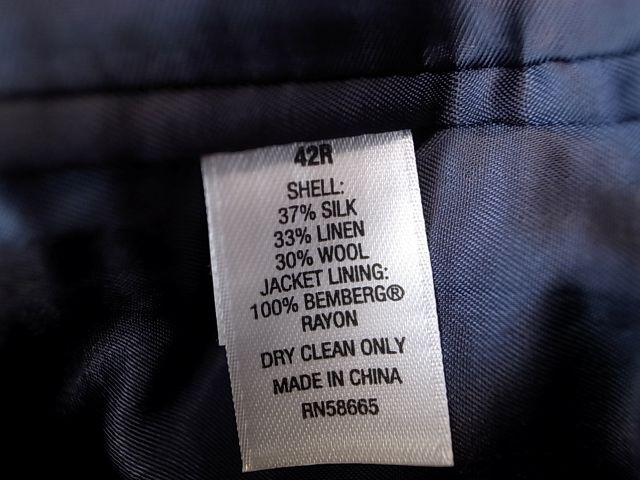 42R
SHELL:
37% SILK
33% LINEN
30% WOOL
JACKET LINING:
100% BEMBERG®
RAYON
DRY CLEAN ONLY
MADE IN CHINA
RN58665